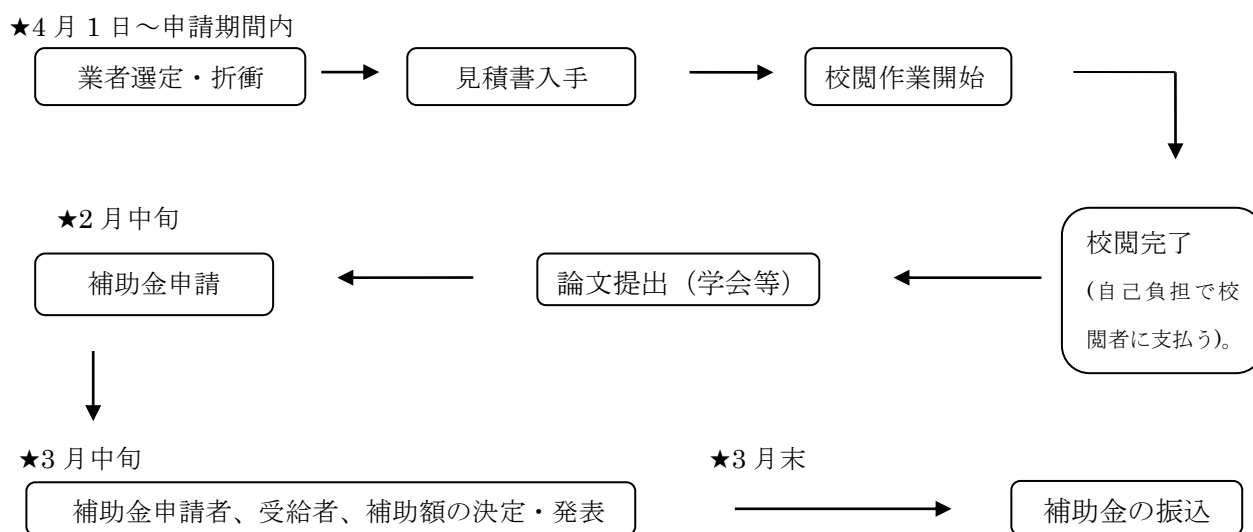 ★4月1日～申請期間内
業者選定・折衝
見積書入手
校閲作業開始
校閲完了
(自己負担で校
閲者に支払う)。
論文提出（学会等）
★2月中旬
補助金申請
★3月中旬
補助金申請者、受給者、補助額の決定・発表
★3月末
補助金の振込